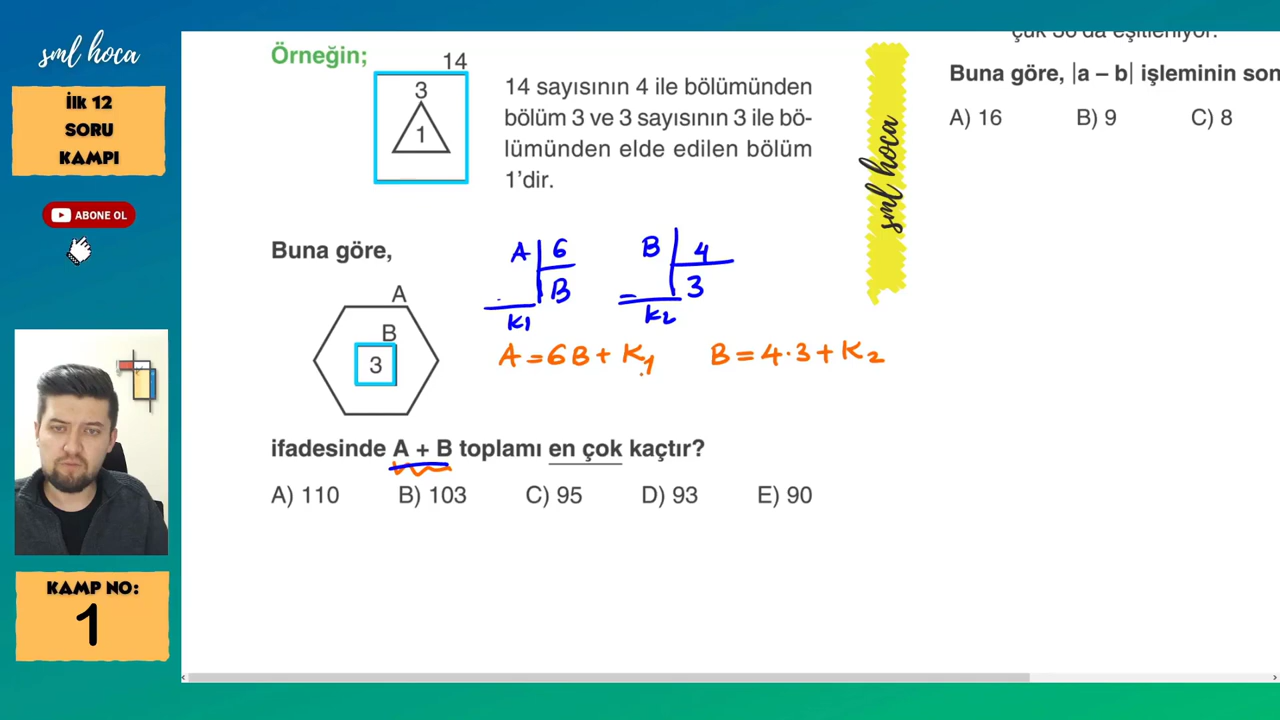 sml hoca
İlk 12
SORU
KAMPI
ABONE OL
KAMP NO:
1
Örneğin;
14
3
1
14 sayısının 4 ile bölümünden
bölüm 3 ve 3 sayısının 3 ile bö-
lümünden elde edilen bölüm
1'dir.
sml hoca
Buna göre,
A
B
3
A 6
B
K1
B 4
3
K2
A = 6B + K1
B = 4·3 + K2
ifadesinde A + B toplamı en çok kaçtır?
A) 110 B) 103 C) 95 D) 93 E) 90
Buna göre, |a – b| işleminin son
A) 16 B) 9 C) 8